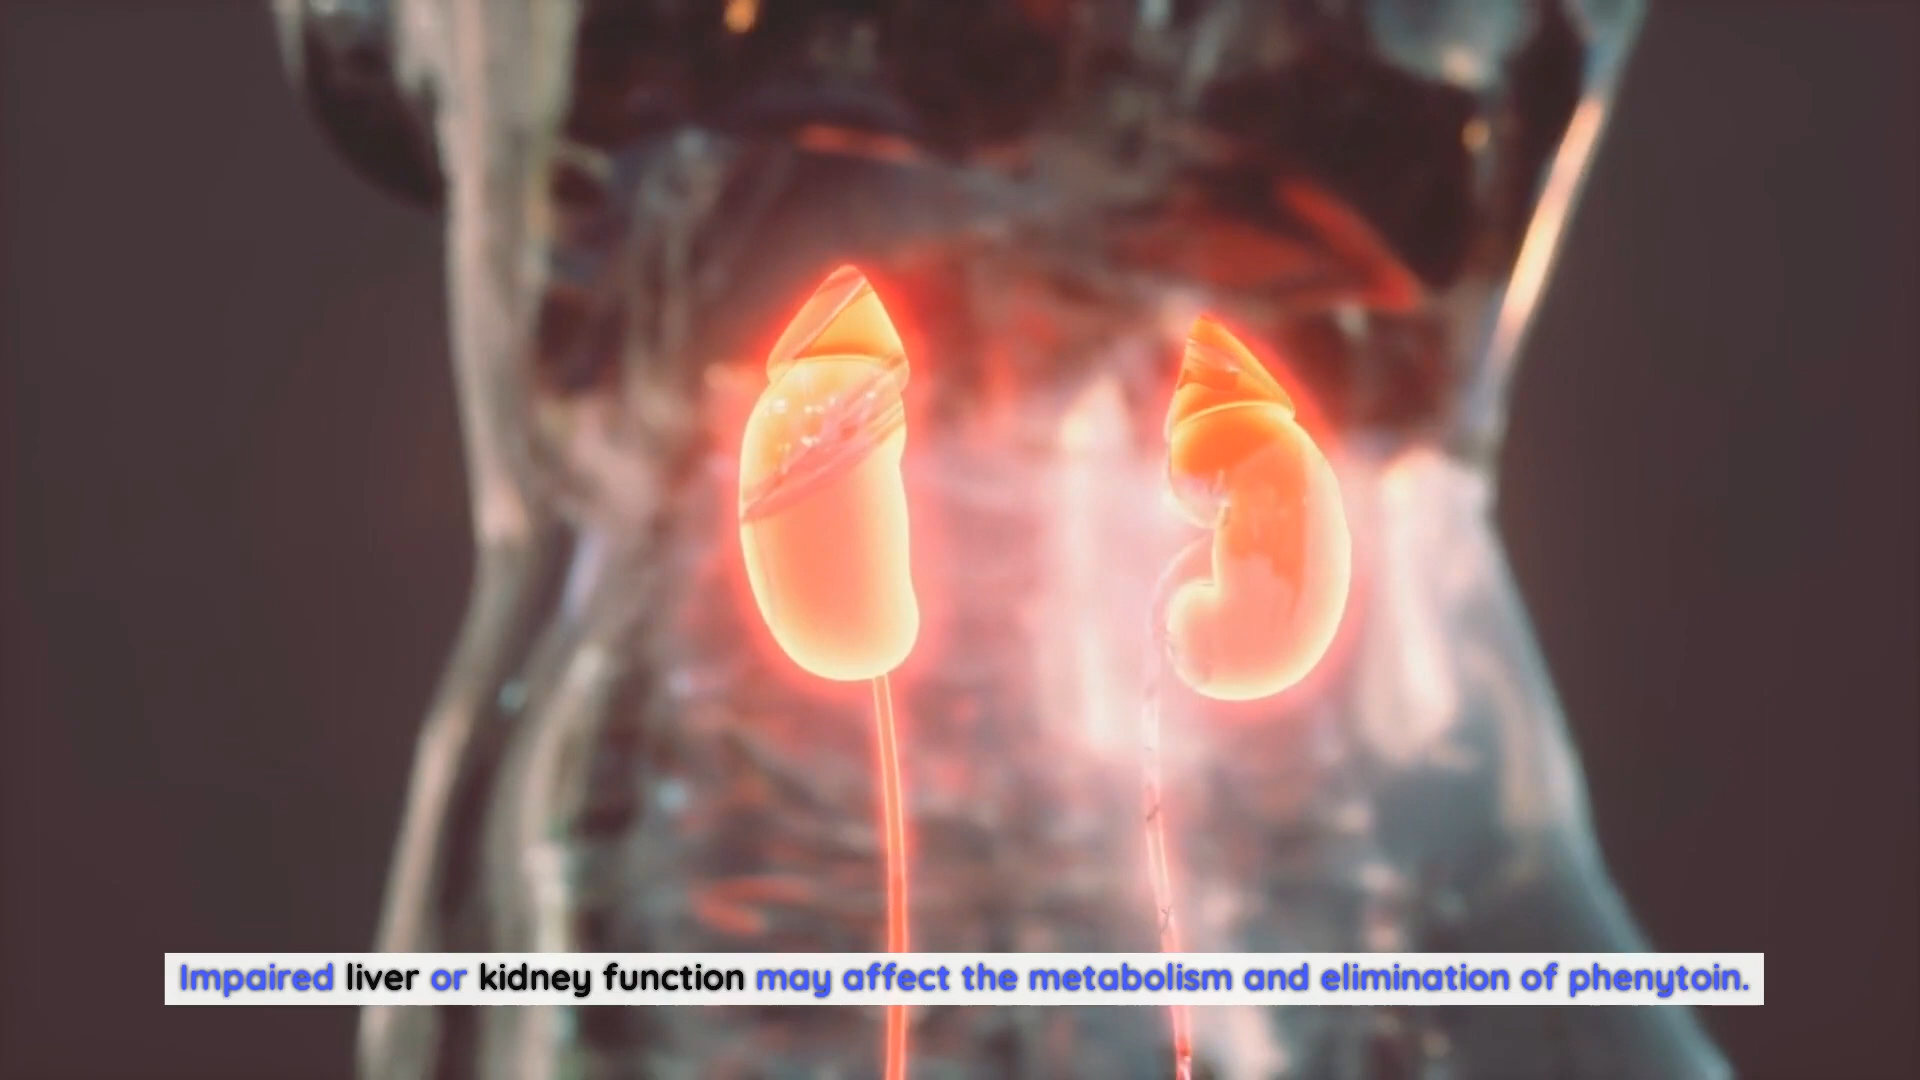 Impaired liver or kidney function may affect the metabolism and elimination of phenytoin.